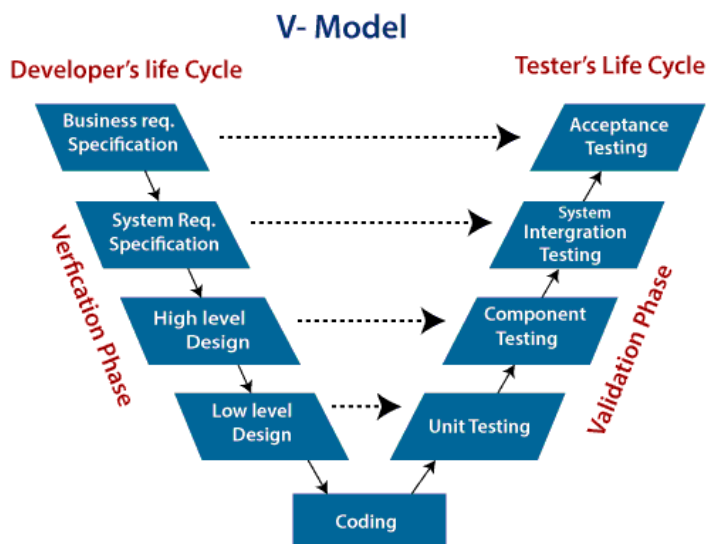 V- Model
Developer's life Cycle
Tester's Life Cycle
Business req.
Specification
Acceptance
Testing
System Req.
Specification
System
Intergration
Testing
Verfication Phase
High level
Design
Component
Testing
Validation Phase
Low level
Design
Unit Testing
Coding